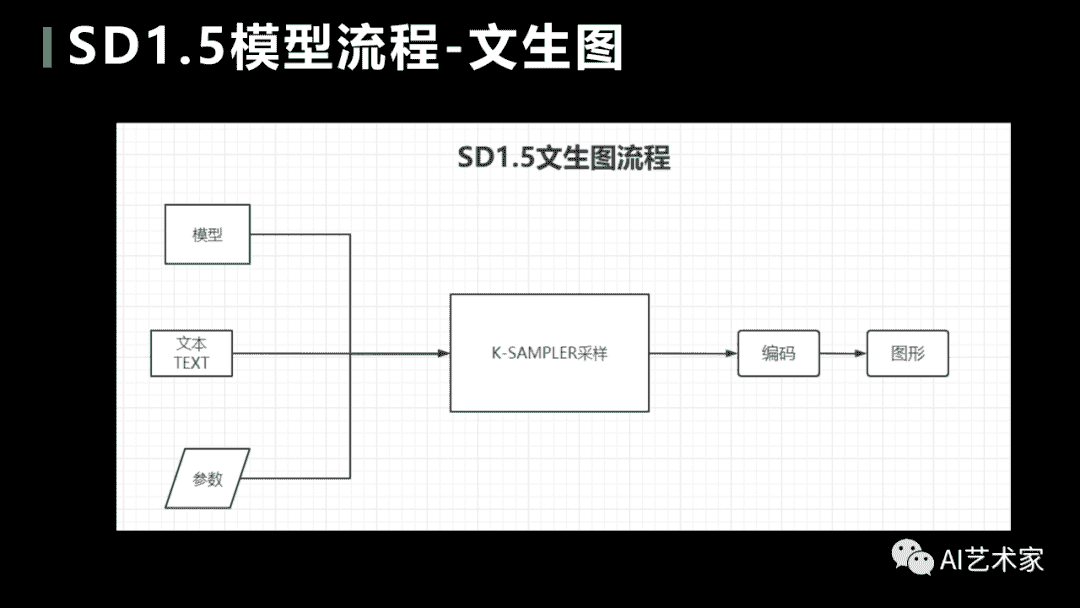 SD1.5模型流程-文生图
SD1.5文生图流程
模型
文本
TEXT
K-SAMPLER采样
编码
图形
参数
AI艺术家